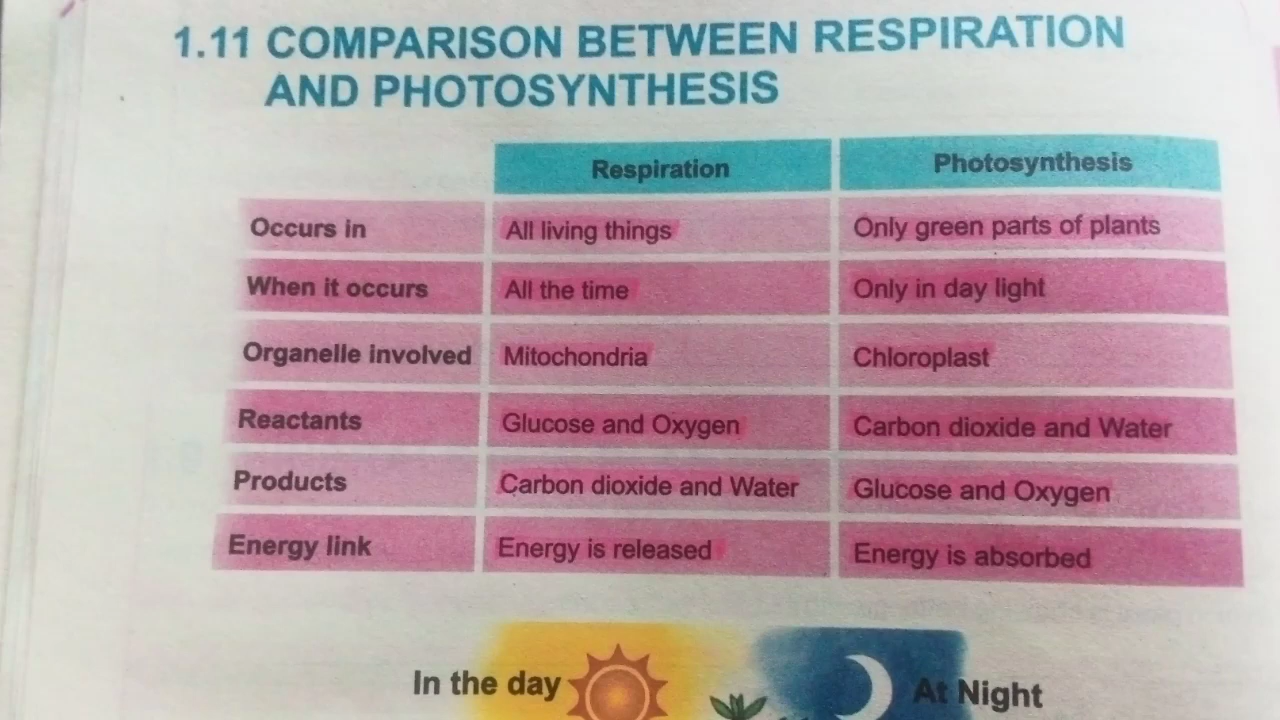 1.11 COMPARISON BETWEEN RESPIRATION
AND PHOTOSYNTHESIS
Respiration Photosynthesis
Occurs in All living things Only green parts of plants
When it occurs All the time Only in day light
Organelle involved Mitochondria Chloroplast
Reactants Glucose and Oxygen Carbon dioxide and Water
Products Carbon dioxide and Water Glucose and Oxygen
Energy link Energy is released Energy is absorbed
In the day At Night